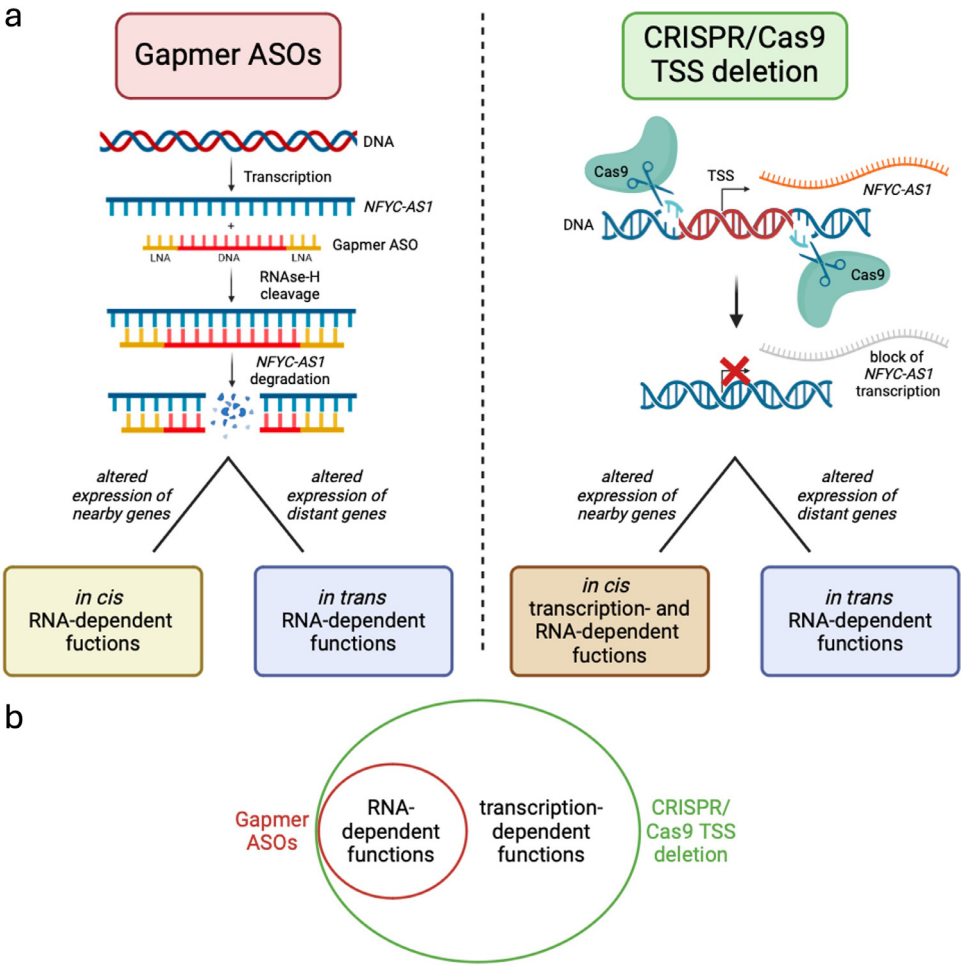 a
Gapmer ASOs
DNA
Transcription
NFYC-AS1
+
Gapmer ASO
LNA
DNA
LNA
RNAse-H
cleavage
NFYC-AS1
degradation
altered
expression of
nearby genes
altered
expression of
distant genes
in cis
RNA-dependent
fuctions
in trans
RNA-dependent
functions
CRISPR/Cas9
TSS deletion
Cas9
TSS
NFYC-AS1
DNA
Cas9
block of
NFYC-AS1
transcription
altered
expression of
nearby genes
altered
expression of
distant genes
in cis
transcription- and
RNA-dependent
fuctions
in trans
RNA-dependent
functions
b
Gapmer
ASOs
RNA-
dependent
functions
transcription-
dependent
functions
CRISPR/
Cas9 TSS
deletion